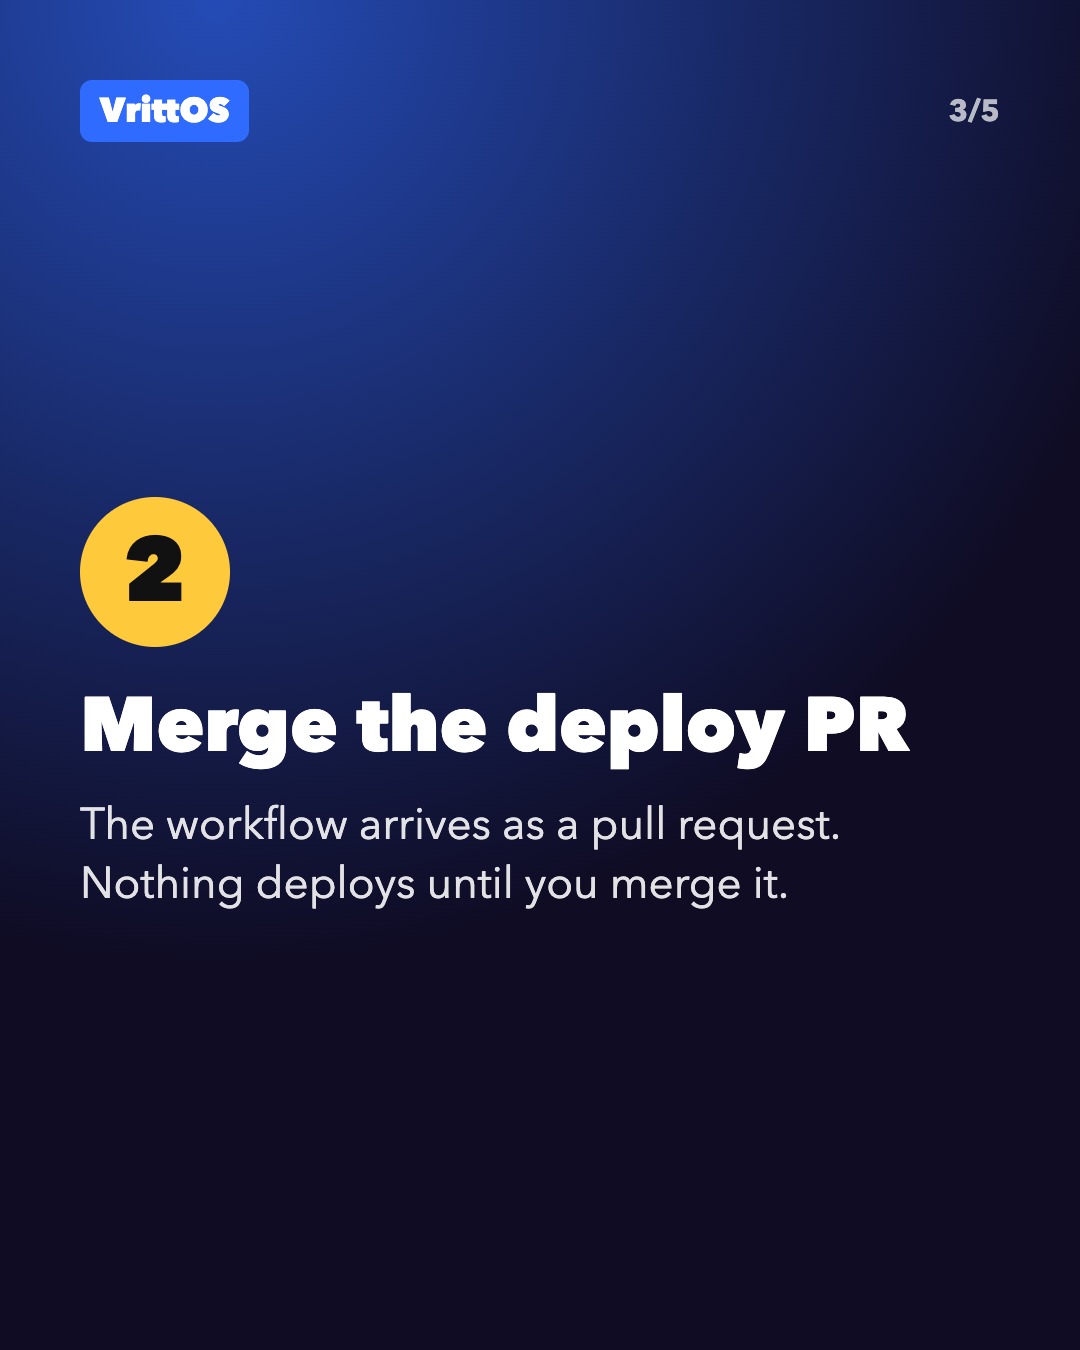 VrittOS
3/5
2
Merge the deploy PR
The workflow arrives as a pull request.
Nothing deploys until you merge it.